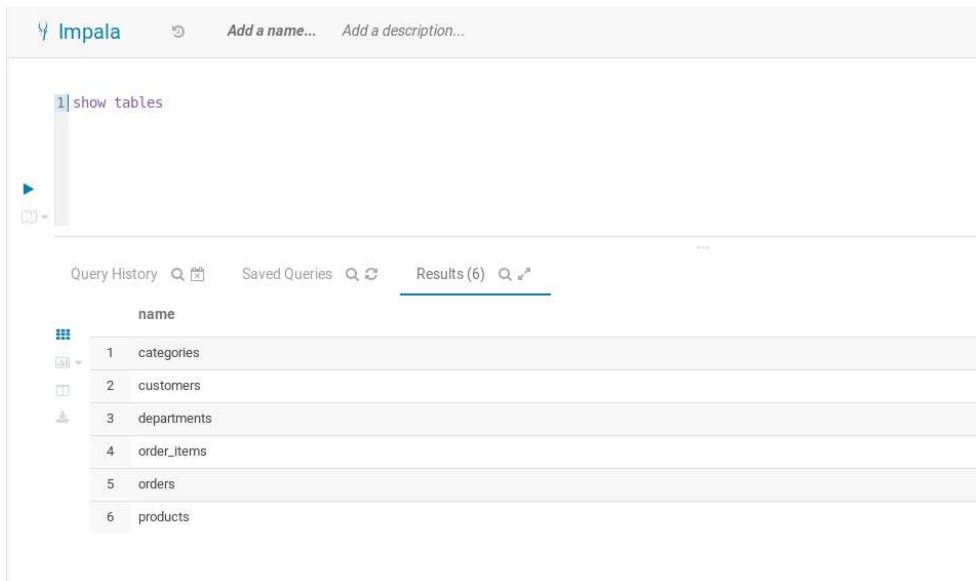 Impala Add a name... Add a description...
1 show tables
Query History Saved Queries Results (6)
name
1 categories
2 customers
3 departments
4 order_items
5 orders
6 products